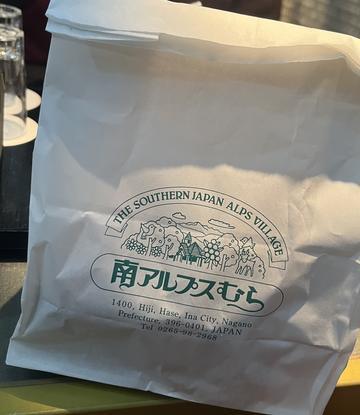 THE SOUTHERN JAPAN ALPS VILLAGE
南アルプスむら
1400, Hiji, Hase, Ina City, Nagano
Prefecture, 396-0401, JAPAN
Tel 0265-98-2968